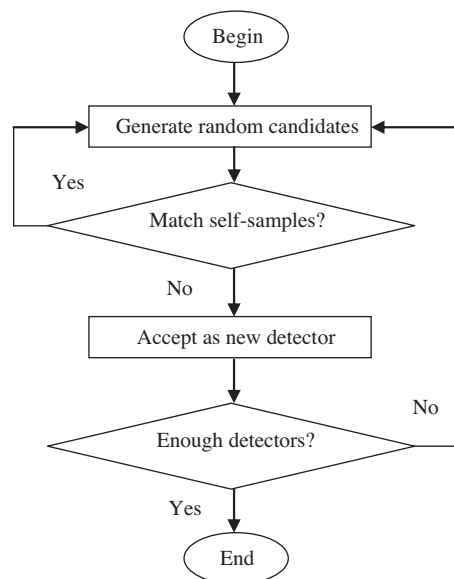 Begin
Generate random candidates
Yes
Match self-samples?
No
Accept as new detector
No
Enough detectors?
Yes
End